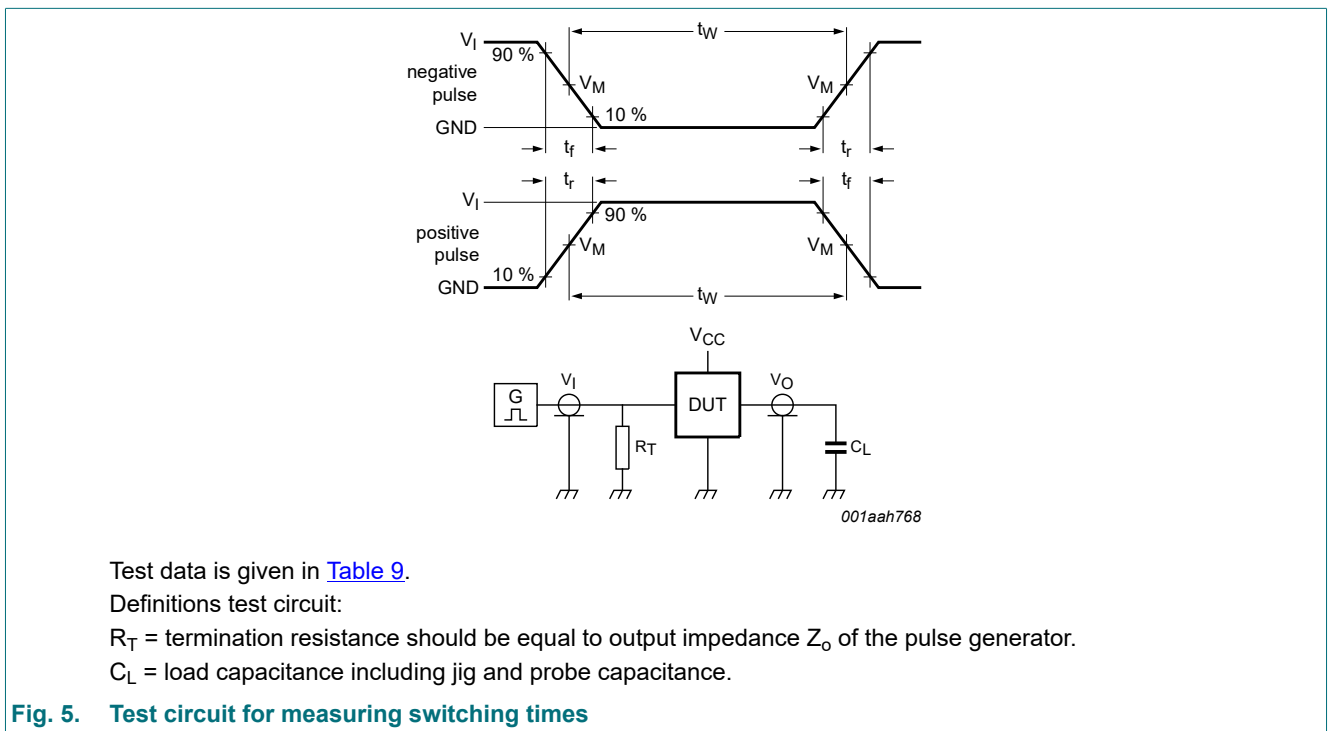 V_I
90 %
negative
pulse
GND
t_W
V_M
V_M
10 %
t_f
t_r
t_r
t_f
V_I
90 %
positive
pulse
V_M
V_M
10 %
GND
t_W
V_CC
G
V_I
DUT
V_O
R_T
C_L
001aah768
Test data is given in Table 9.
Definitions test circuit:
R_T = termination resistance should be equal to output impedance Z_o of the pulse generator.
C_L = load capacitance including jig and probe capacitance.
Fig. 5. Test circuit for measuring switching times